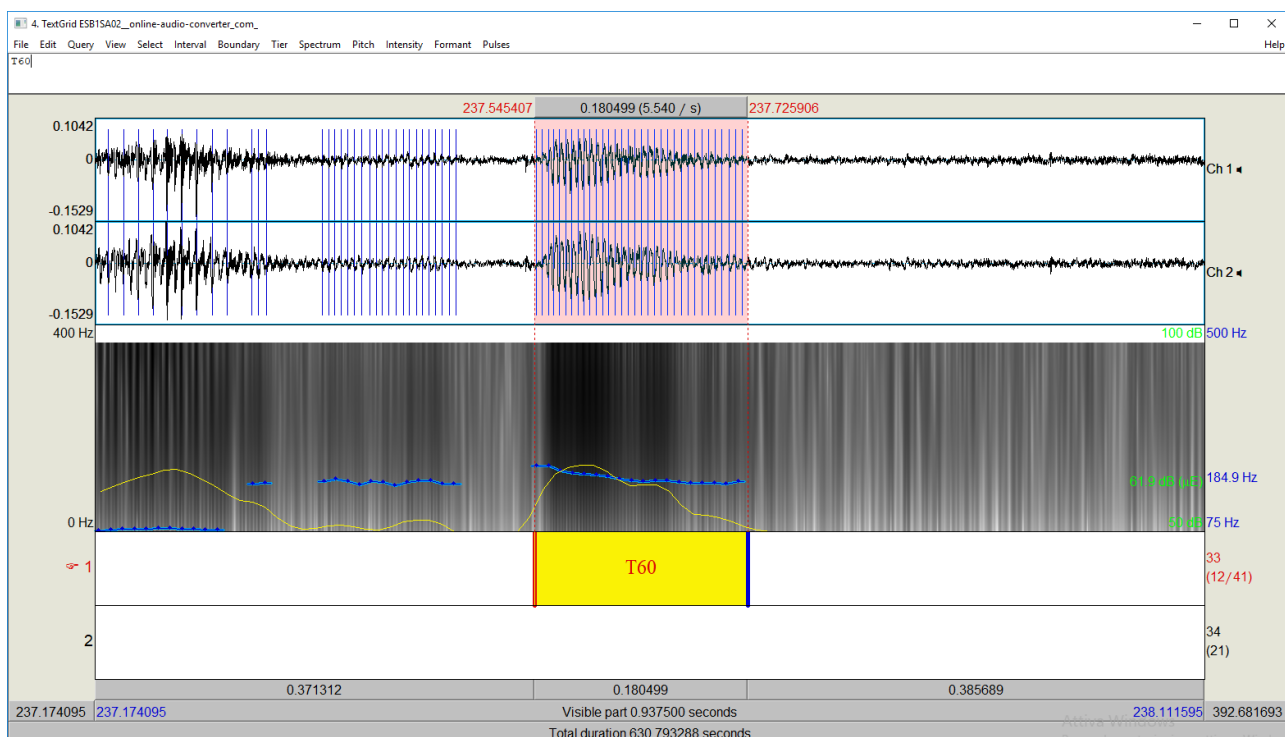 4. TextGrid ESB1SA02__online-audio-converter_com_
File Edit Query View Select Interval Boundary Tier Spectrum Pitch Intensity Formant Pulses Help
T60
237.545407 0.180499 (5.540 / s) 237.725906
0.1042
0
-0.1529
Ch 1
0.1042
0
-0.1529
Ch 2
400 Hz 100 dB 500 Hz
61.9 dB (µE) 184.9 Hz
0 Hz 50 dB 75 Hz
1 T60 33
(12/41)
2 34
(21)
0.371312 0.180499 0.385689
237.174095 237.174095 Visible part 0.937500 seconds 238.111595 392.681693
Attiva Windows
Total duration 630.793288 seconds